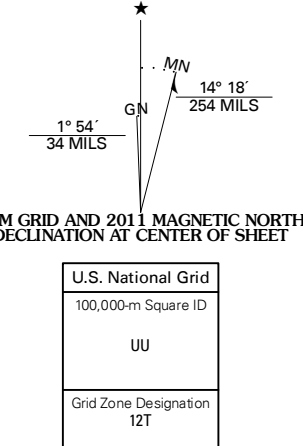 MN
GN
14° 18´
254 MILS
1° 54´
34 MILS
M GRID AND 2011 MAGNETIC NORTH
DECLINATION AT CENTER OF SHEET
U.S. National Grid
100,000-m Square ID
UU
Grid Zone Designation
12T